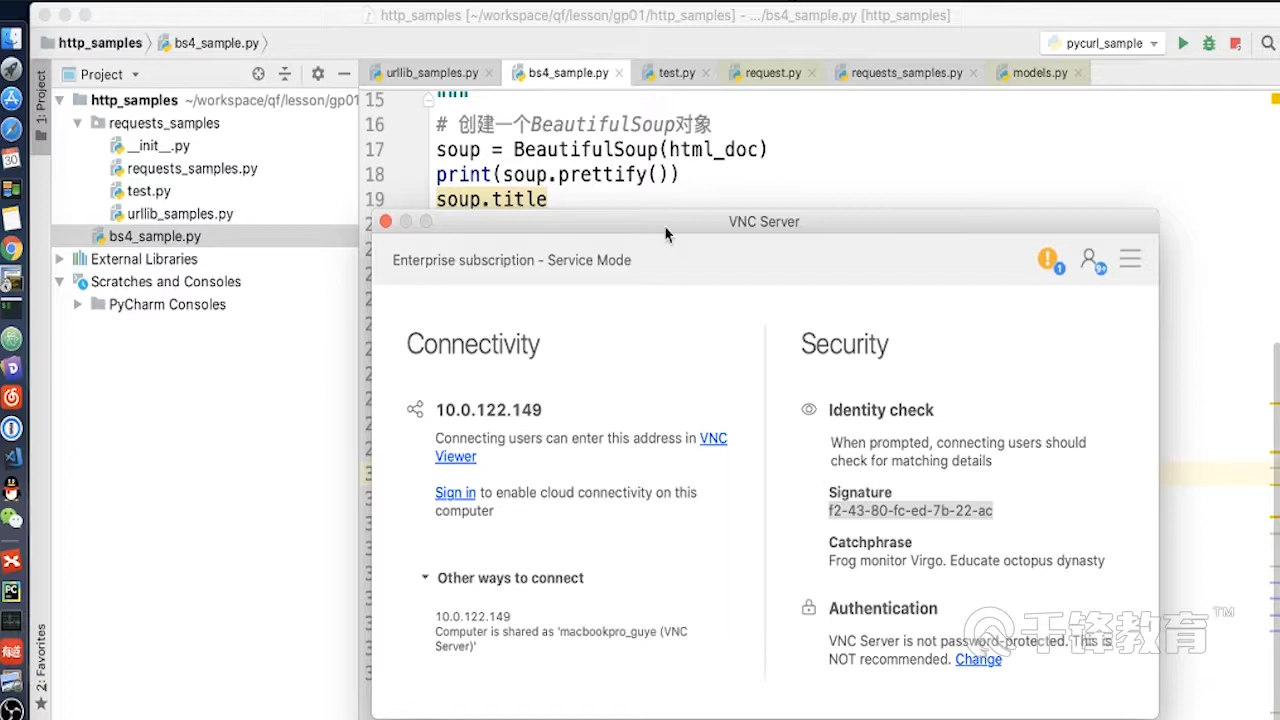 http_samples [~/workspace/qf/lesson/gp01/http_samples] - .../bs4_sample.py [http_samples]
http_samples
bs4_sample.py
pycurl_sample
Project
urllib_samples.py
bs4_sample.py
test.py
request.py
requests_samples.py
models.py
1: Project
http_samples ~/workspace/qf/lesson/gp01
requests_samples
__init__.py
requests_samples.py
test.py
urllib_samples.py
bs4_sample.py
External Libraries
Scratches and Consoles
PyCharm Consoles
2: Favorites
15 """
16 # 创建一个BeautifulSoup对象
17 soup = BeautifulSoup(html_doc)
18 print(soup.prettify())
19 soup.title
VNC Server
Enterprise subscription - Service Mode
Connectivity
10.0.122.149
Connecting users can enter this address in VNC
Viewer
Sign in to enable cloud connectivity on this
computer
Other ways to connect
10.0.122.149
Computer is shared as 'macbookpro_guye (VNC
Server)'
Security
Identity check
When prompted, connecting users should
check for matching details
Signature
f2-43-80-fc-ed-7b-22-ac
Catchphrase
Frog monitor Virgo. Educate octopus dynasty
Authentication
VNC Server is not password-protected. This is
NOT recommended. Change
千锋教育™